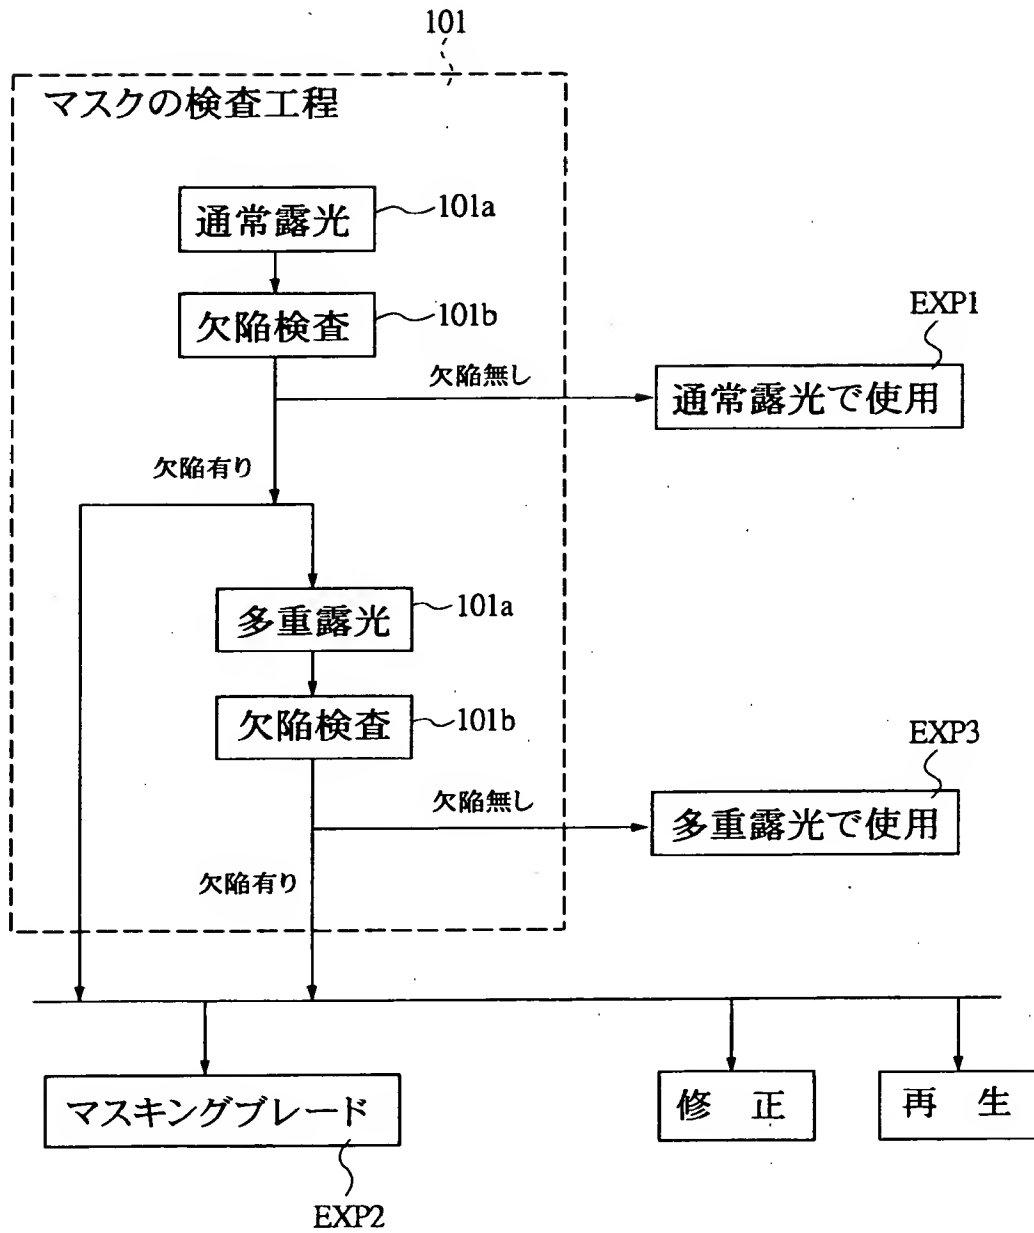 101
マスクの検査工程
通常露光
101a
欠陥検査
101b
EXP1
欠陥無し
通常露光で使用
欠陥有り
多重露光
101a
欠陥検査
101b
EXP3
欠陥無し
多重露光で使用
欠陥有り
マスキングブレード
修 正
再 生
EXP2